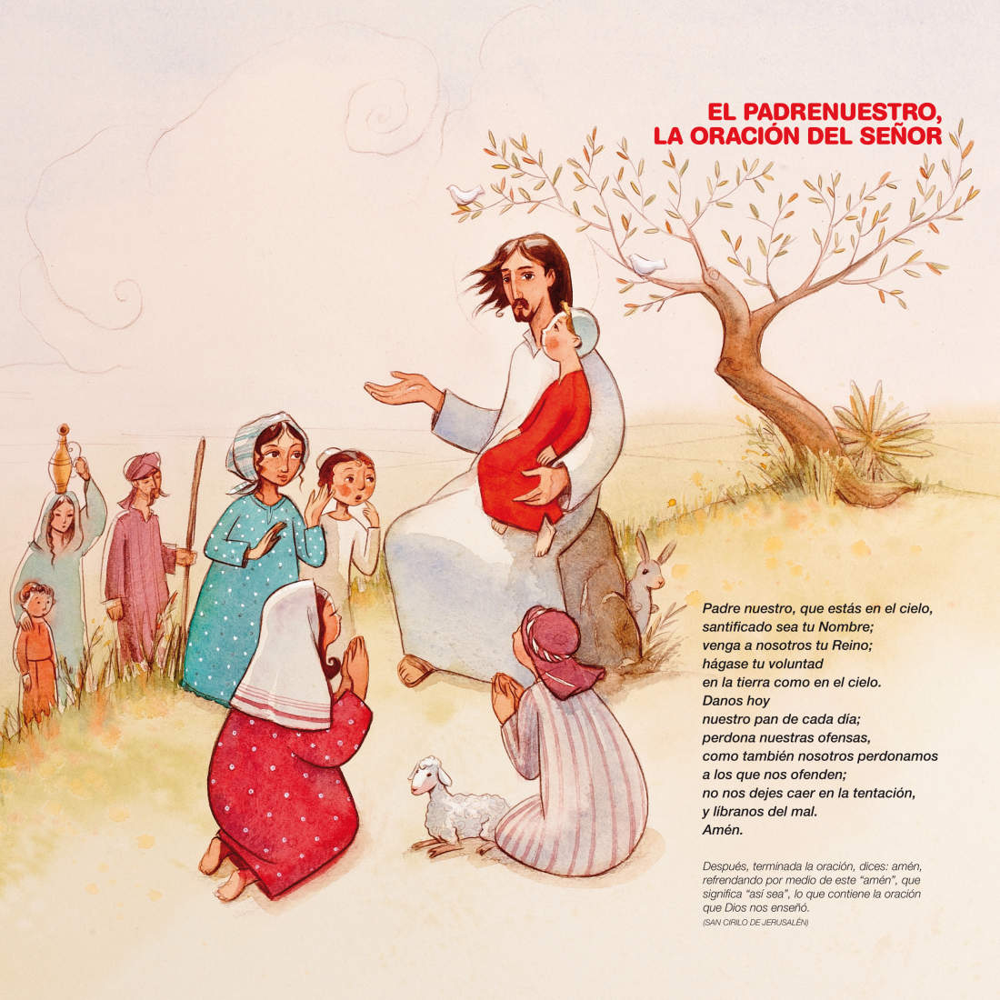 EL PADRENUESTRO,
LA ORACIÓN DEL SEÑOR
Padre nuestro, que estás en el cielo,
santificado sea tu Nombre;
venga a nosotros tu Reino;
hágase tu voluntad
en la tierra como en el cielo.
Danos hoy
nuestro pan de cada día;
perdona nuestras ofensas,
como también nosotros perdonamos
a los que nos ofenden;
no nos dejes caer en la tentación,
y líbranos del mal.
Amén.
Después, terminada la oración, dices: amén,
refrendando por medio de este “amén”, que
significa “así sea”, lo que contiene la oración
que Dios nos enseñó.
(SAN CIRILO DE JERUSALÉN)